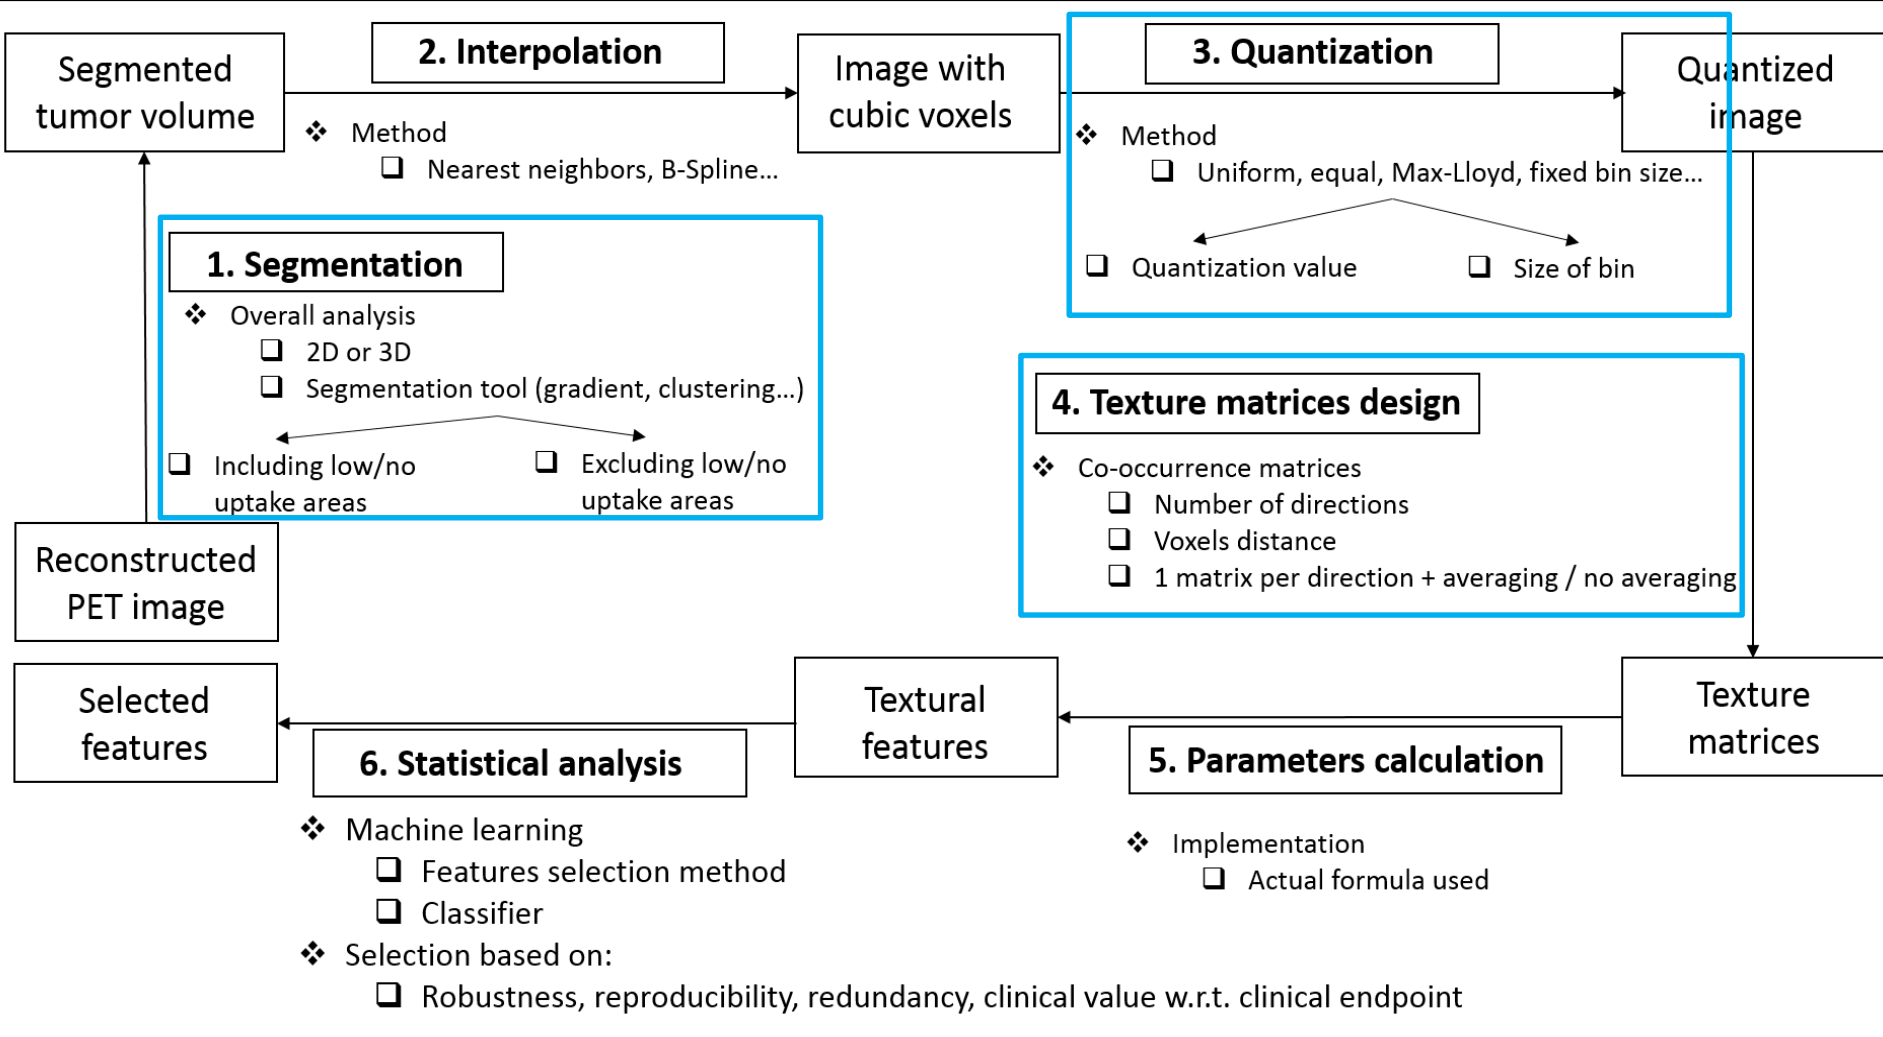 Segmented
tumor volume
2. Interpolation
❖ Method
❑ Nearest neighbors, B-Spline...
Image with
cubic voxels
3. Quantization
❖ Method
❑ Uniform, equal, Max-Lloyd, fixed bin size...
❑ Quantization value
❑ Size of bin
Quantized
image
1. Segmentation
❖ Overall analysis
❑ 2D or 3D
❑ Segmentation tool (gradient, clustering...)
❑ Including low/no
uptake areas
❑ Excluding low/no
uptake areas
4. Texture matrices design
❖ Co-occurrence matrices
❑ Number of directions
❑ Voxels distance
❑ 1 matrix per direction + averaging / no averaging
Reconstructed
PET image
Selected
features
6. Statistical analysis
❖ Machine learning
❑ Features selection method
❑ Classifier
❖ Selection based on:
❑ Robustness, reproducibility, redundancy, clinical value w.r.t. clinical endpoint
Textural
features
5. Parameters calculation
❖ Implementation
❑ Actual formula used
Texture
matrices